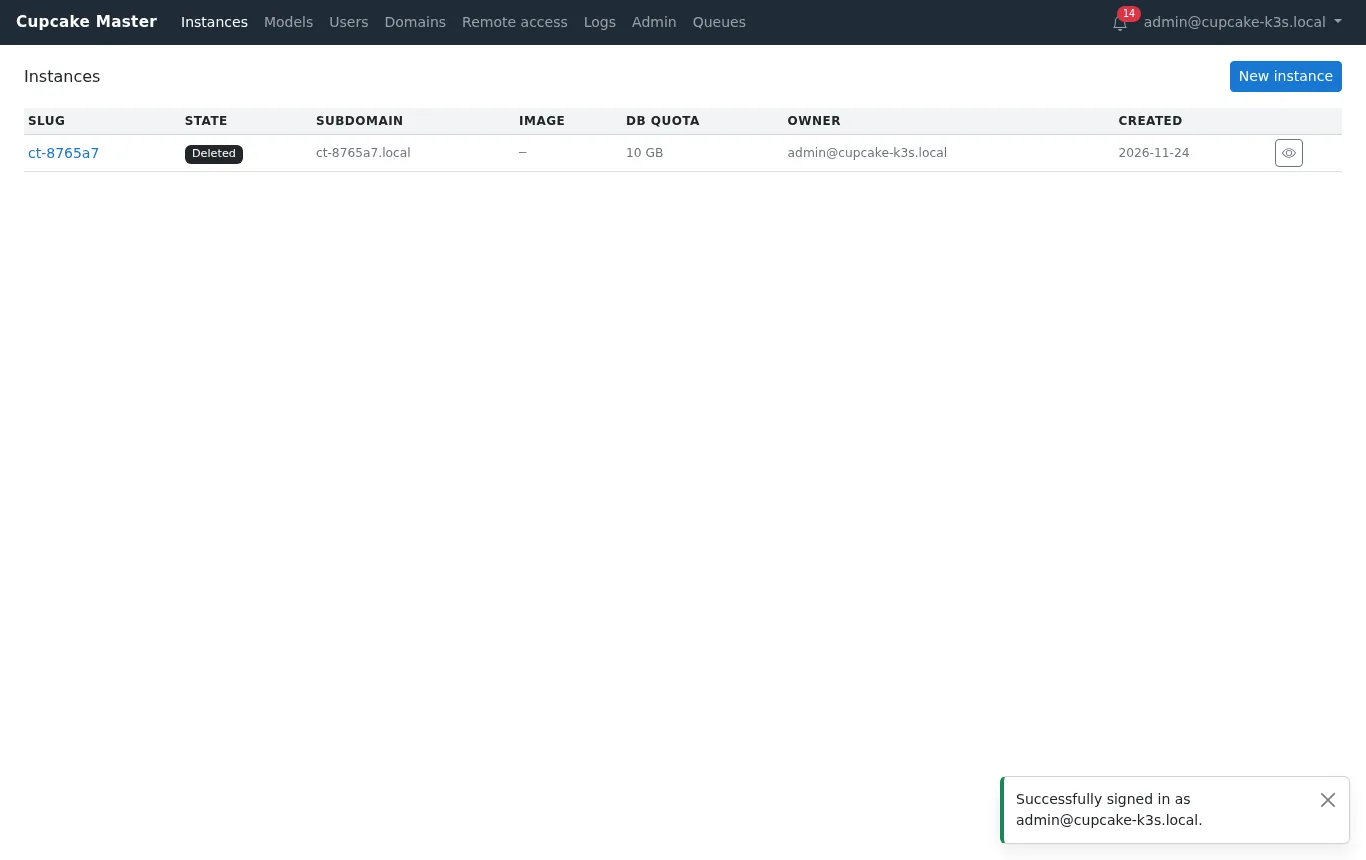 Cupcake Master Instances Models Users Domains Remote access Logs Admin Queues 14 admin@cupcake-k3s.local
Instances New instance
SLUG STATE SUBDOMAIN IMAGE DB QUOTA OWNER CREATED
ct-8765a7 Deleted ct-8765a7.local — 10 GB admin@cupcake-k3s.local 2026-11-24
Successfully signed in as
admin@cupcake-k3s.local.